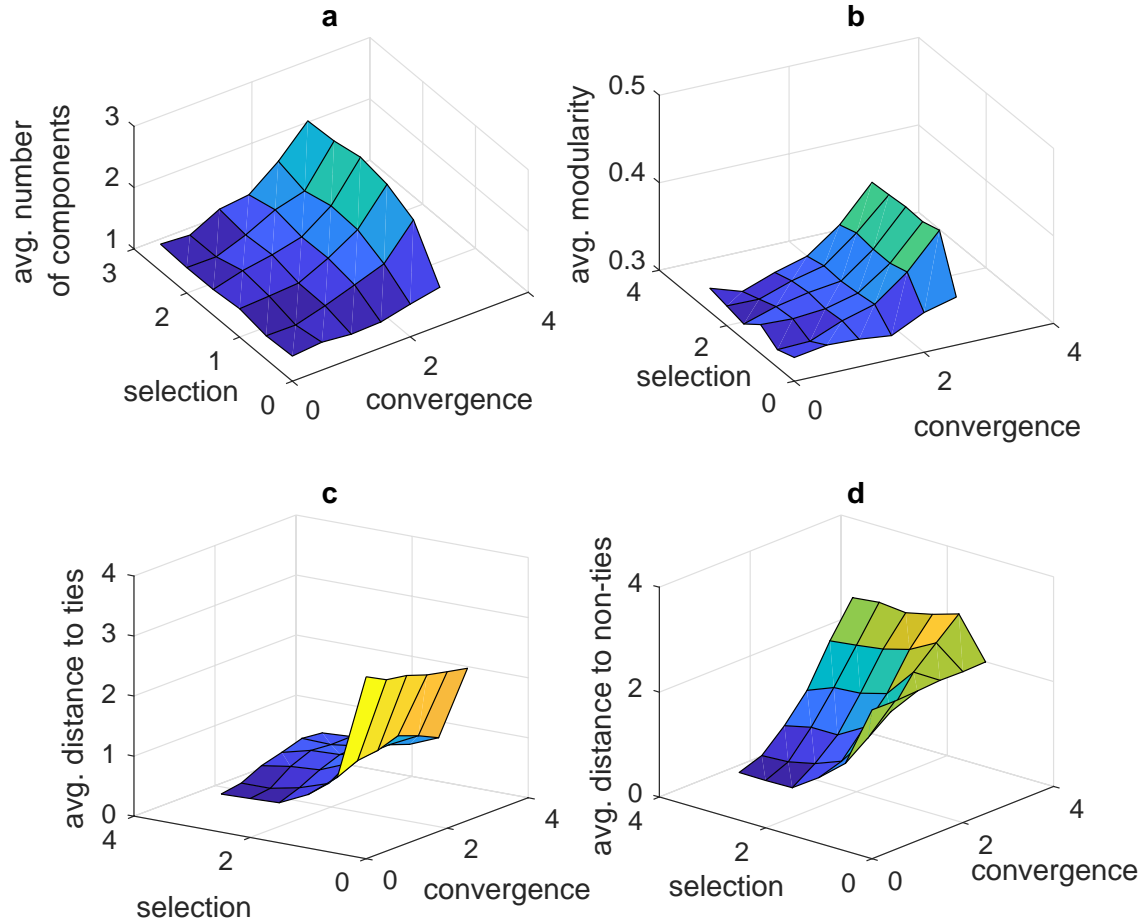 a
avg. number
of components
3
2
1
3
2
1
0
0
2
4
selection
convergence
b
avg. modularity
0.5
0.4
0.3
4
2
0
0
2
4
selection
convergence
c
avg. distance to ties
4
3
2
1
0
4
2
0
0
2
4
selection
convergence
d
avg. distance to non-ties
4
2
0
4
2
0
0
2
4
selection
convergence